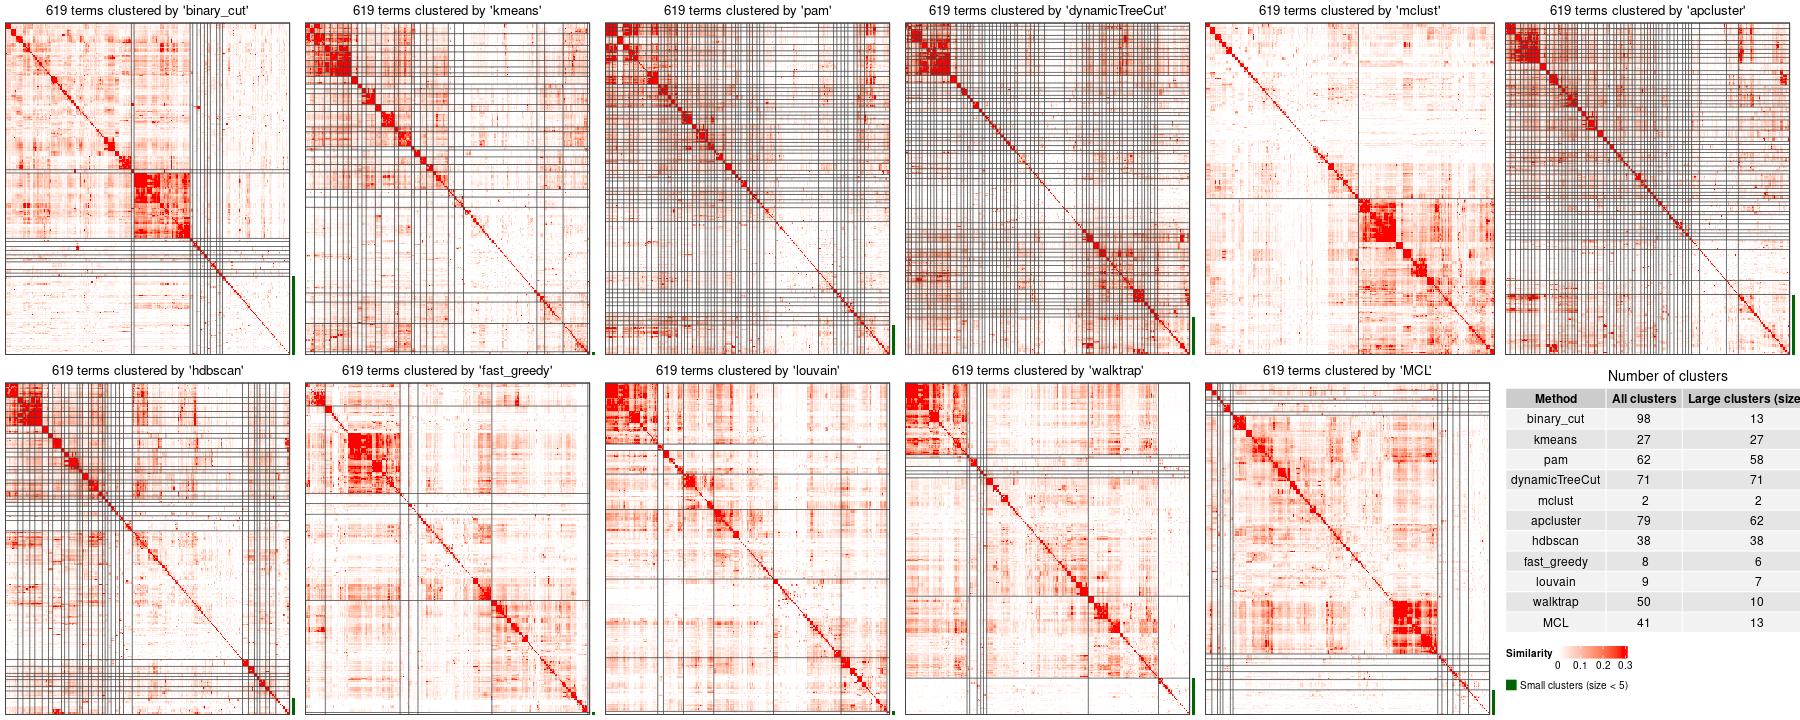 619 terms clustered by 'binary_cut'
619 terms clustered by 'kmeans'
619 terms clustered by 'pam'
619 terms clustered by 'dynamicTreeCut'
619 terms clustered by 'mclust'
619 terms clustered by 'apcluster'
619 terms clustered by 'hdbscan'
619 terms clustered by 'fast_greedy'
619 terms clustered by 'louvain'
619 terms clustered by 'walktrap'
619 terms clustered by 'MCL'
Number of clusters
Method All clusters Large clusters (size
binary_cut 98 13
kmeans 27 27
pam 62 58
dynamicTreeCut 71 71
mclust 2 2
apcluster 79 62
hdbscan 38 38
fast_greedy 8 6
louvain 9 7
walktrap 50 10
MCL 41 13
Similarity
0 0.1 0.2 0.3
Small clusters (size < 5)